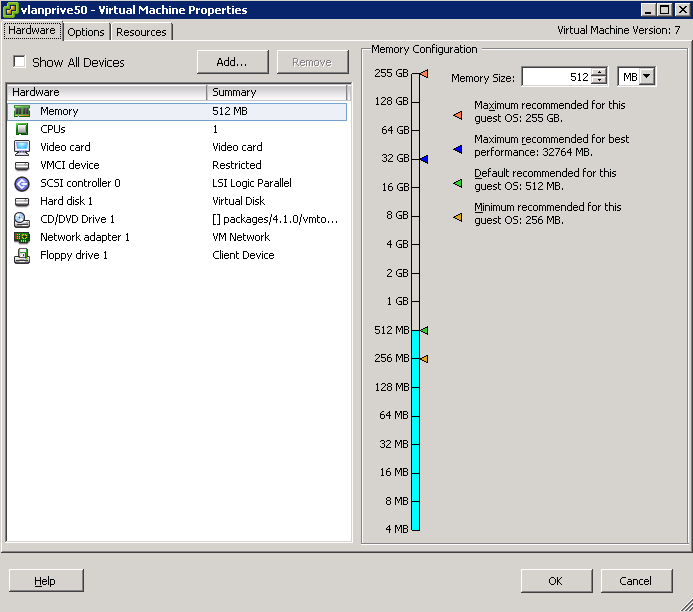 vlanprive50 - Virtual Machine Properties
Hardware Options Resources Virtual Machine Version: 7
Show All Devices Add... Remove
Hardware Summary
Memory 512 MB
CPUs 1
Video card Video card
VMCI device Restricted
SCSI controller 0 LSI Logic Parallel
Hard disk 1 Virtual Disk
CD/DVD Drive 1 [] packages/4.1.0/vmto...
Network adapter 1 VM Network
Floppy drive 1 Client Device
Memory Configuration
255 GB
128 GB
64 GB
32 GB
16 GB
8 GB
4 GB
2 GB
1 GB
512 MB
256 MB
128 MB
64 MB
32 MB
16 MB
8 MB
4 MB
Memory Size: 512 MB
Maximum recommended for this
guest OS: 255 GB.
Maximum recommended for best
performance: 32764 MB.
Default recommended for this
guest OS: 512 MB.
Minimum recommended for this
guest OS: 256 MB.
Help OK Cancel